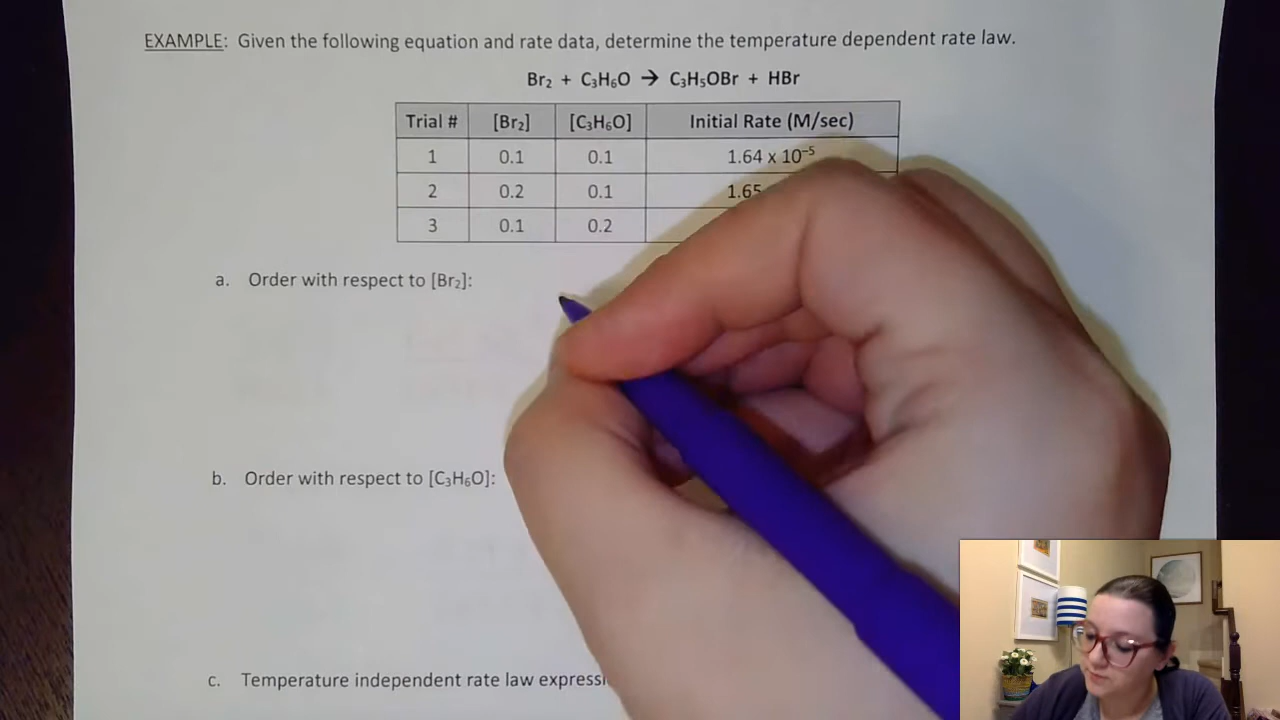 EXAMPLE: Given the following equation and rate data, determine the temperature dependent rate law.
Br₂ + C₃H₆O → C₃H₅OBr + HBr
Trial # [Br₂] [C₃H₆O] Initial Rate (M/sec)
1 0.1 0.1 1.64 x 10⁻⁵
2 0.2 0.1 1.65
3 0.1 0.2
a. Order with respect to [Br₂]:
b. Order with respect to [C₃H₆O]:
c. Temperature independent rate law